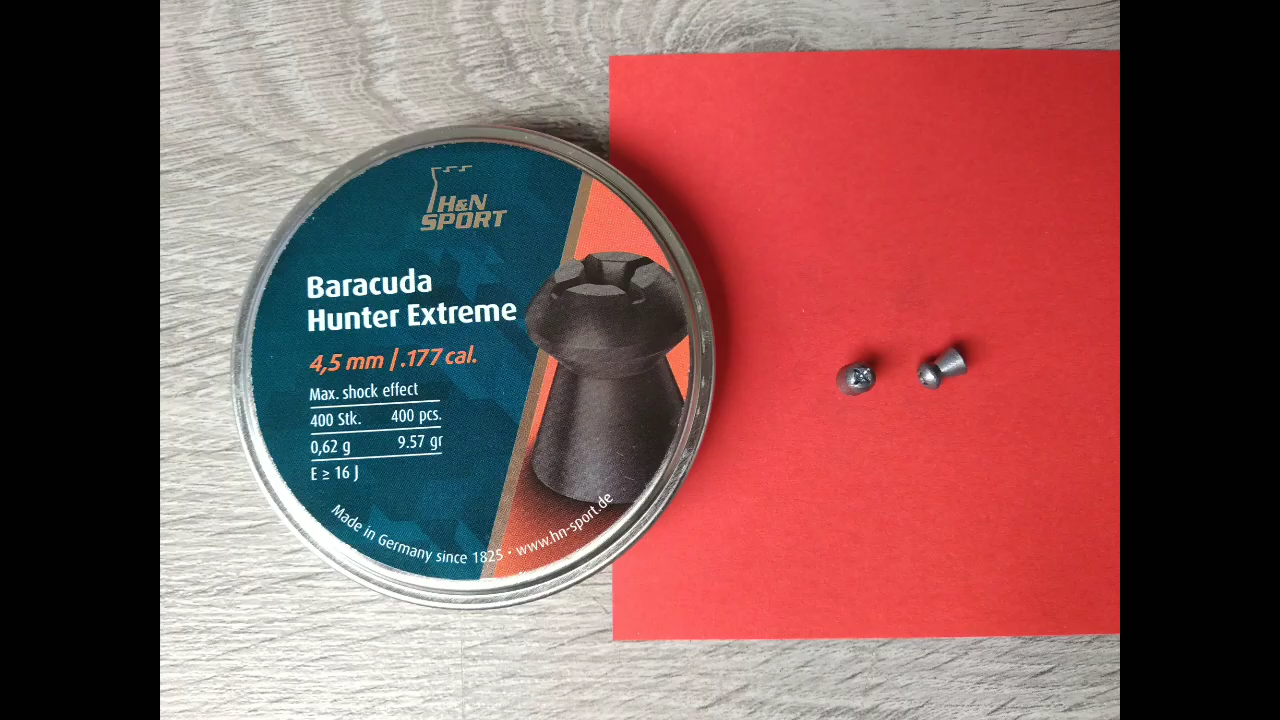 H&N
SPORT
Baracuda
Hunter Extreme
4,5 mm | .177 cal.
Max. shock effect
400 Stk. 400 pcs.
0,62 g 9.57 gr
E ≥ 16 J
Made in Germany since 1825 • www.hn-sport.de